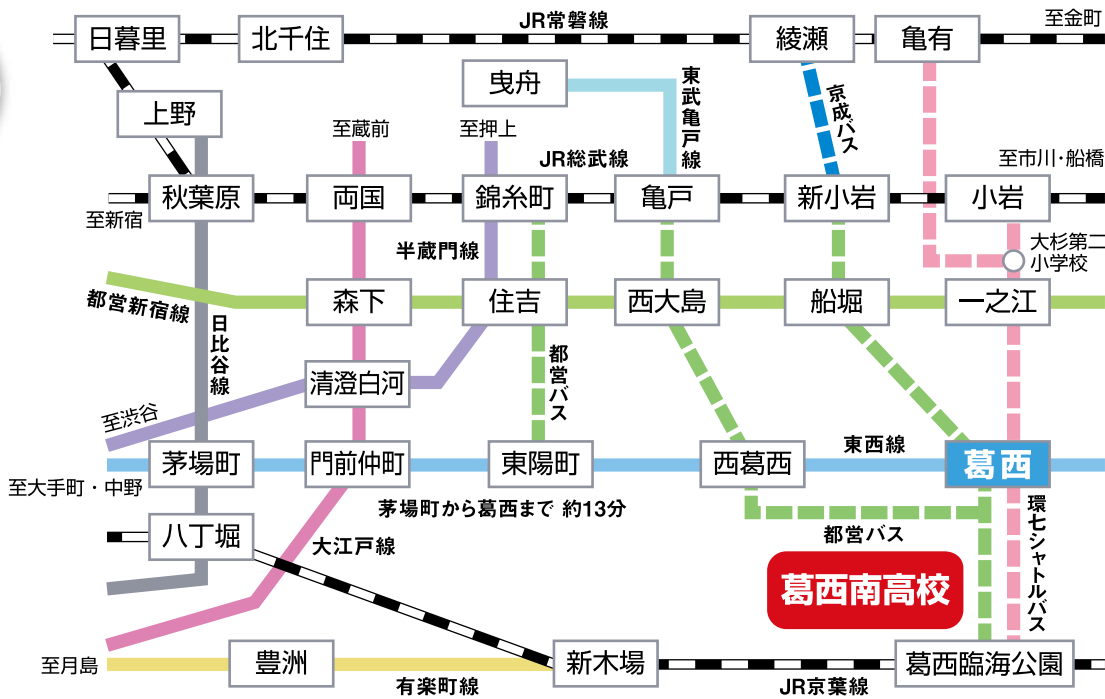 JR常磐線
至金町
日暮里
北千住
綾瀬
亀有
曳舟
東武亀戸線
京成バス
上野
至蔵前
至押上
JR総武線
至市川・船橋
秋葉原
両国
錦糸町
亀戸
新小岩
小岩
至新宿
半蔵門線
大杉第二
小学校
都営新宿線
森下
住吉
西大島
船堀
一之江
日比谷線
都営バス
清澄白河
至渋谷
東西線
茅場町
門前仲町
東陽町
西葛西
葛西
至大手町・中野
茅場町から葛西まで 約13分
環七シャトルバス
八丁堀
大江戸線
都営バス
葛西南高校
至月島
豊洲
新木場
葛西臨海公園
有楽町線
JR京葉線